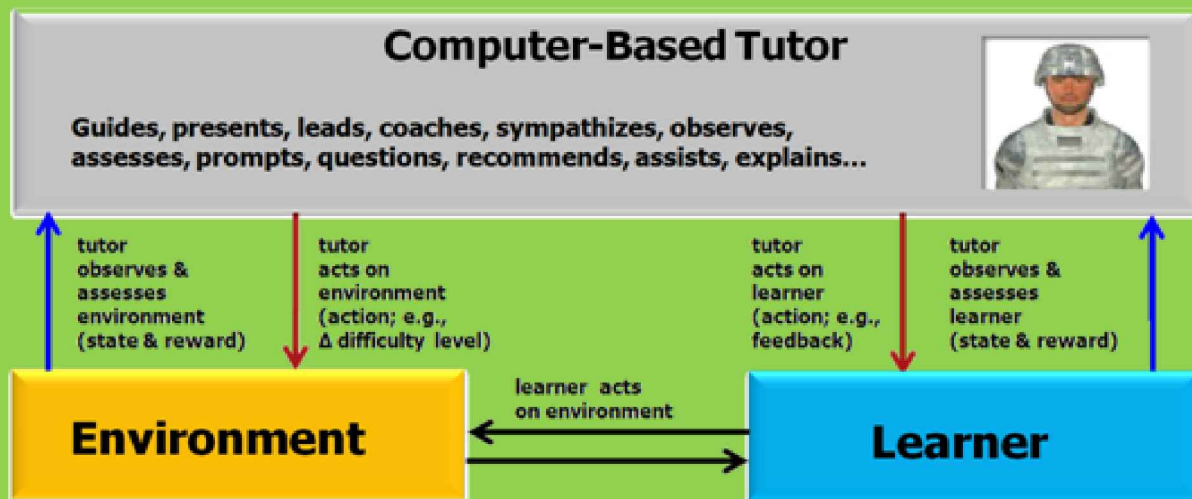 Computer-Based Tutor
Guides, presents, leads, coaches, sympathizes, observes,
assesses, prompts, questions, recommends, assists, explains...
tutor
observes &
assesses
environment
(state & reward)
tutor
acts on
environment
(action; e.g.,
Δ difficulty level)
tutor
acts on
learner
(action; e.g.,
feedback)
tutor
observes &
assesses
learner
(state & reward)
learner acts
on environment
Environment
Learner